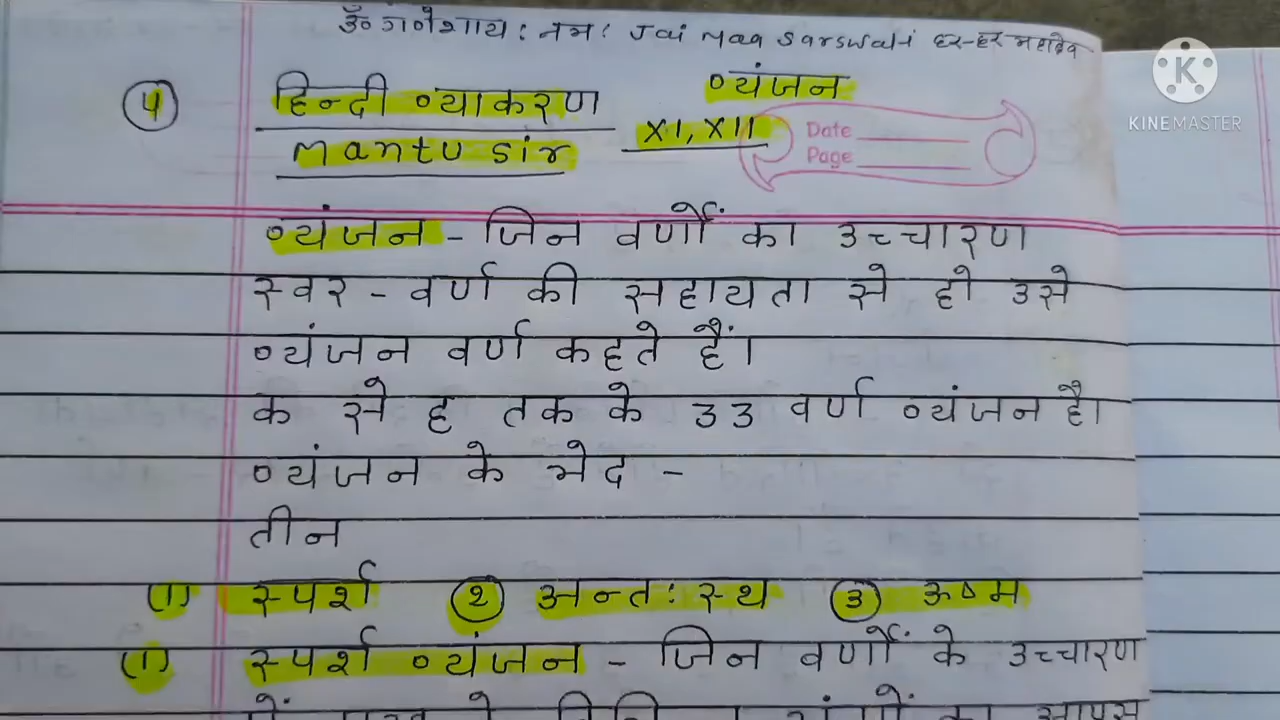 ॐ गणेशाय: नम: Jai Maa Sarswati हर-हर महादेव
५ हिन्दी व्याकरण व्यंजन
Mantu sir XI, XII
Date
Page
KINEMASTER
व्यंजन - जिन वर्णों का उच्चारण
स्वर - वर्ण की सहायता से हो उसे
व्यंजन वर्ण कहते हैं।
क से ह तक के 33 वर्ण व्यंजन है।
व्यंजन के भेद -
तीन
(1) स्पर्श (2) अन्त:स्थ (3) ऊष्म
(1) स्पर्श व्यंजन - जिन वर्णों के उच्चारण
में का आपस